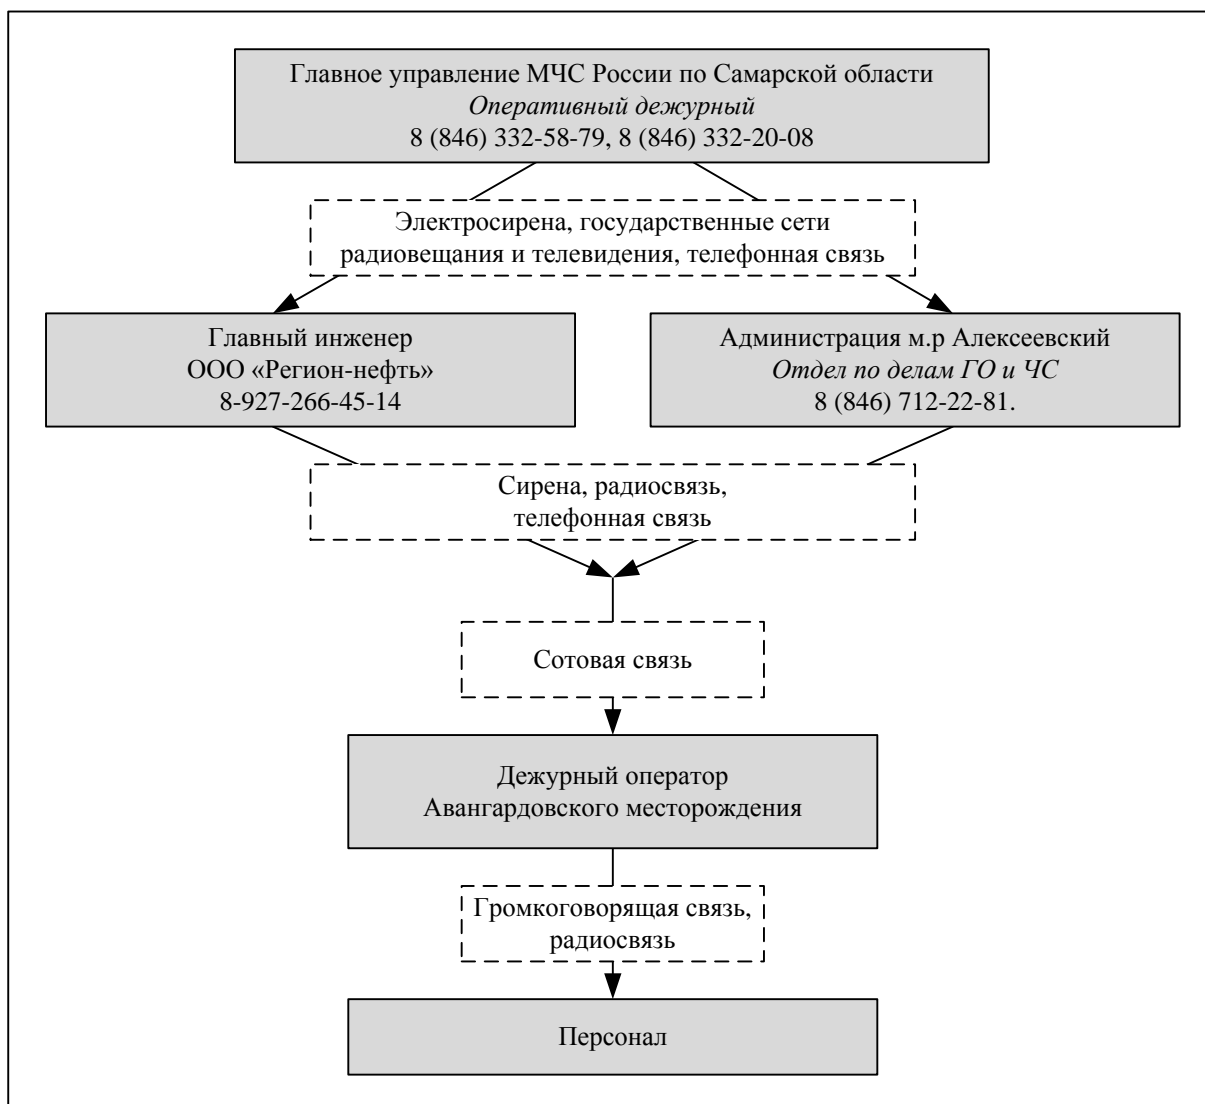 Главное управление МЧС России по Самарской области
Оперативный дежурный
8 (846) 332-58-79, 8 (846) 332-20-08
Электросирена, государственные сети
радиовещания и телевидения, телефонная связь
Главный инженер
ООО «Регион-нефть»
8-927-266-45-14
Администрация м.р Алексеевский
Отдел по делам ГО и ЧС
8 (846) 712-22-81.
Сирена, радиосвязь,
телефонная связь
Сотовая связь
Дежурный оператор
Авангардовского месторождения
Громкоговорящая связь,
радиосвязь
Персонал